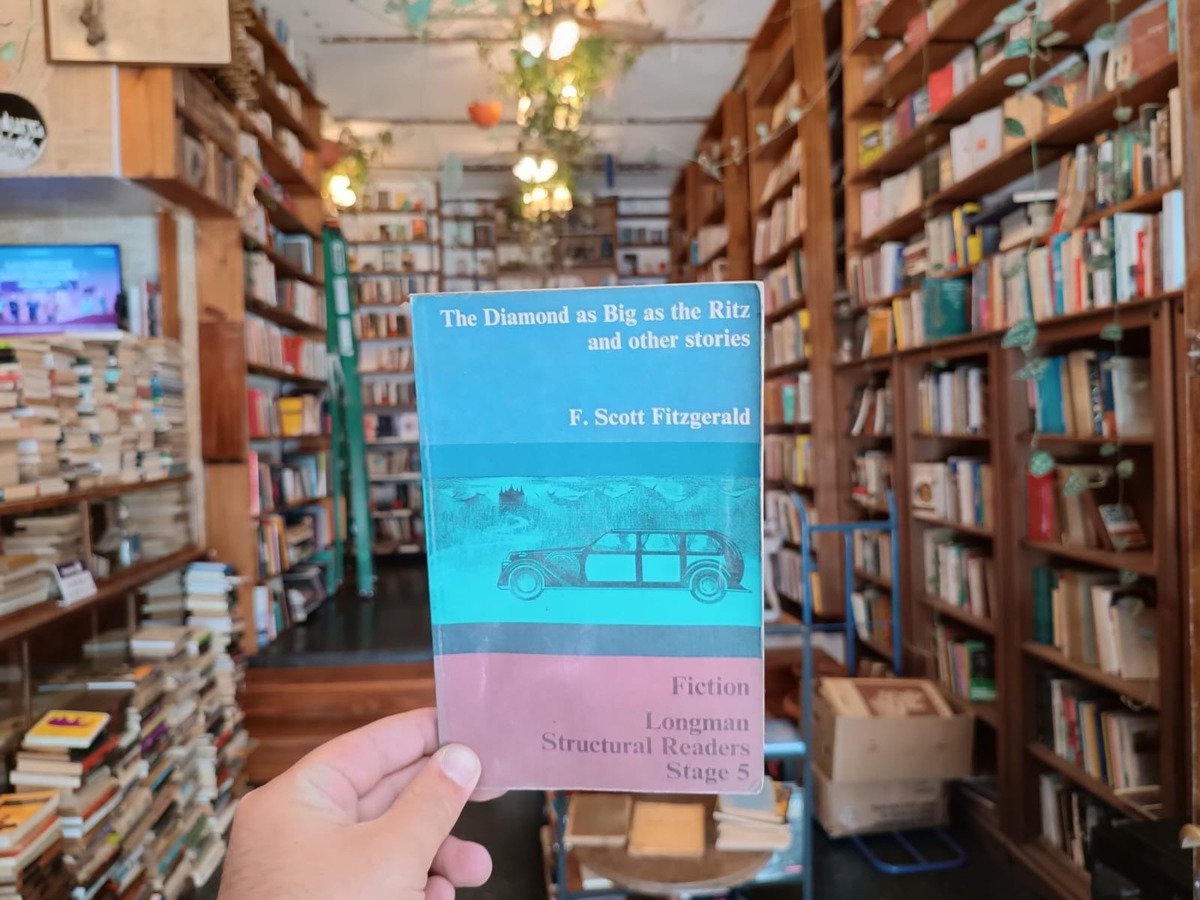 The Diamond as Big as the Ritz
and other stories
F. Scott Fitzgerald
Fiction
Longman
Structural Readers
Stage 5